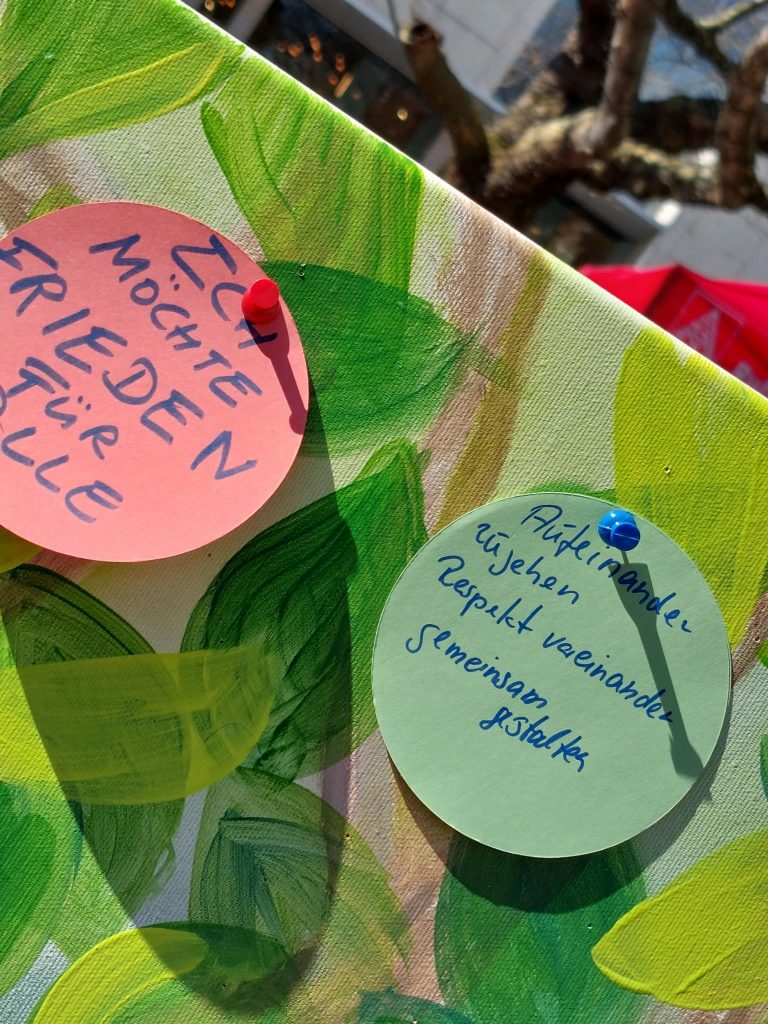 ICH
MÖCHTE
FRIEDEN
FÜR
ALLE
Aufeinander
zugehen
Respekt voreinander
gemeinsam
gestalten